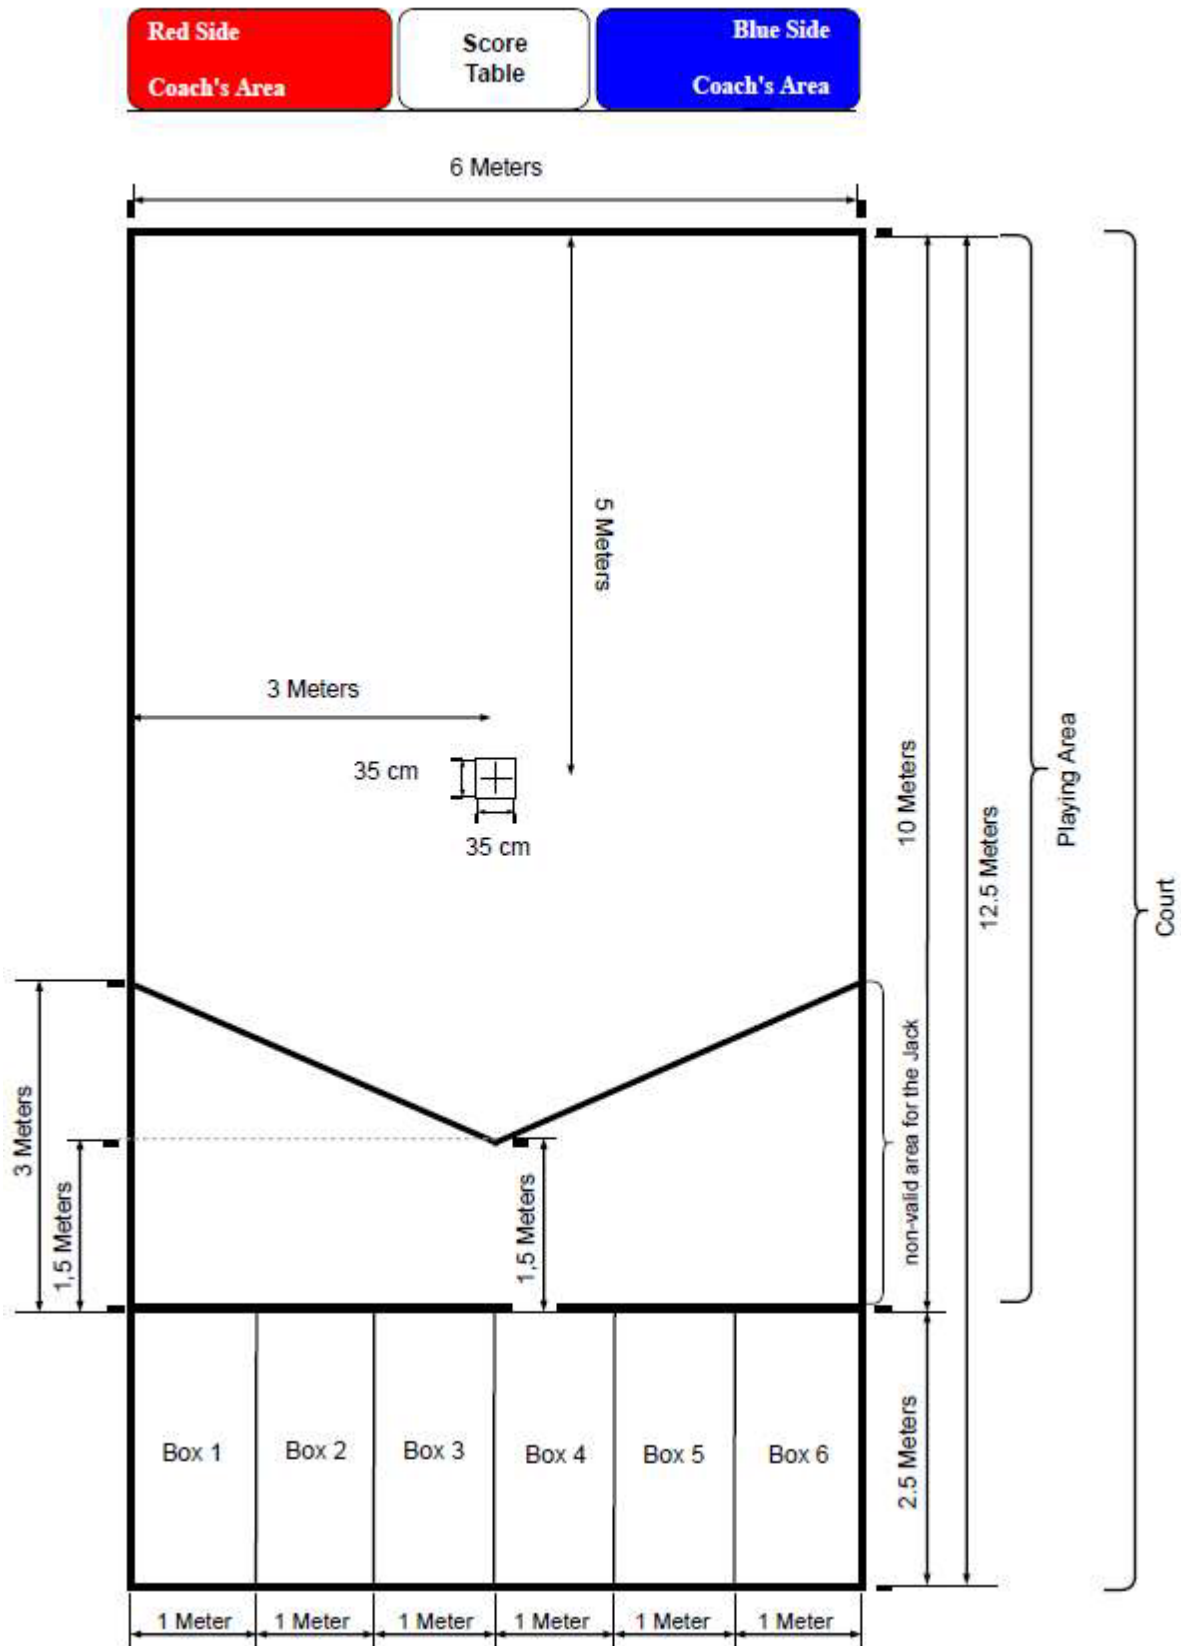 Red Side
Coach's Area
Score
Table
Blue Side
Coach's Area
6 Meters
5 Meters
3 Meters
35 cm
35 cm
10 Meters
12.5 Meters
Playing Area
Court
3 Meters
1,5 Meters
1,5 Meters
non-valid area for the Jack
2.5 Meters
Box 1
Box 2
Box 3
Box 4
Box 5
Box 6
1 Meter
1 Meter
1 Meter
1 Meter
1 Meter
1 Meter